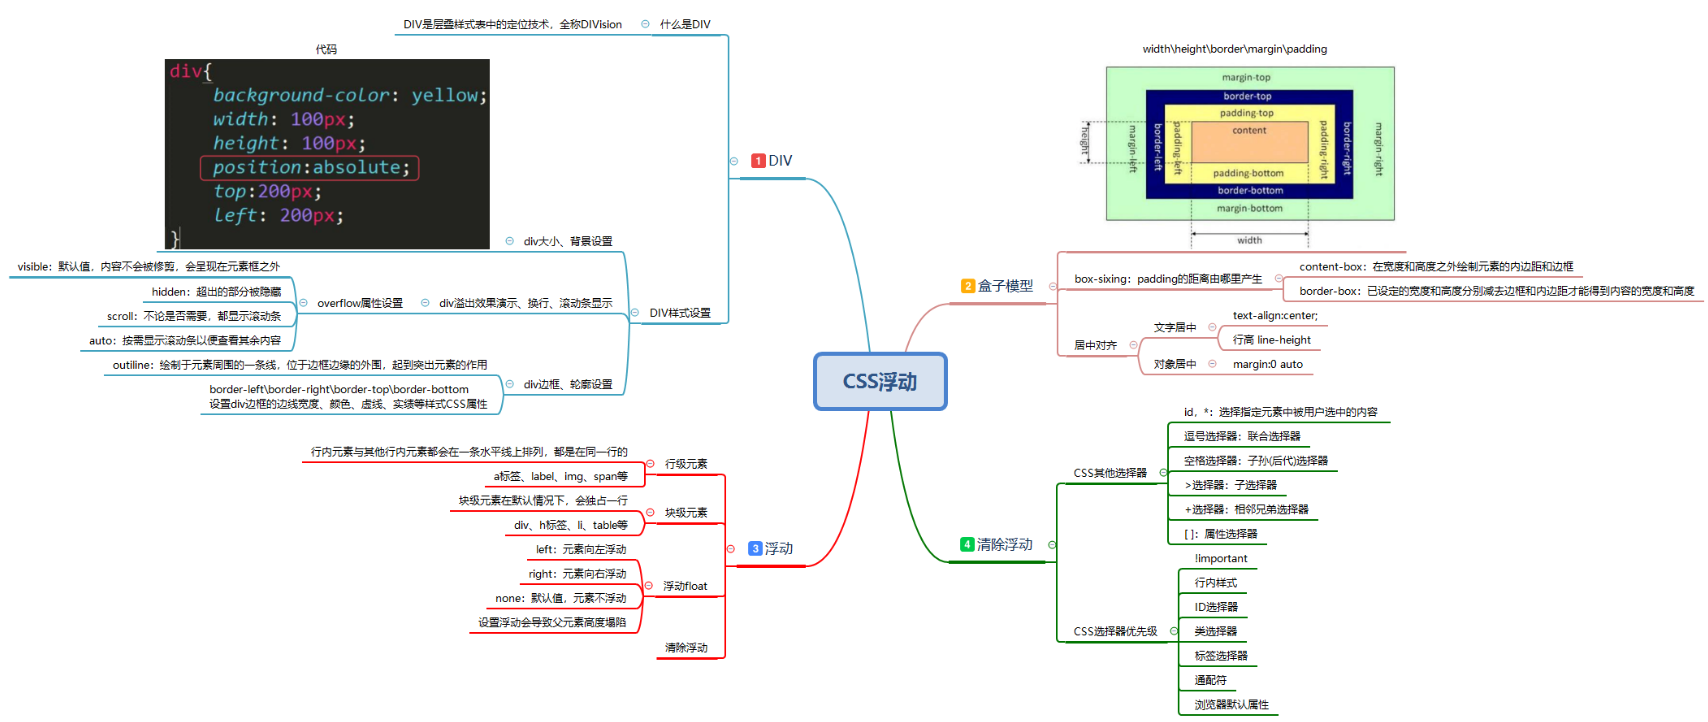 CSS浮动
1 DIV
什么是DIV
DIV是层叠样式表中的定位技术，全称DIVision
DIV样式设置
div大小、背景设置
代码
div{
background-color: yellow;
width: 100px;
height: 100px;
position:absolute;
top:200px;
left: 200px;
}
div溢出效果演示、换行、滚动条显示
overflow属性设置
visible：默认值，内容不会被修剪，会呈现在元素框之外
hidden：超出的部分被隐藏
scroll：不论是否需要，都显示滚动条
auto：按需显示滚动条以便查看其余内容
div边框、轮廓设置
outiline：绘制于元素周围的一条线，位于边框边缘的外围，起到突出元素的作用
border-left\border-right\border-top\border-bottom
设置div边框的边线宽度、颜色、虚线、实线等样式CSS属性
2 盒子模型
width\height\border\margin\padding
margin-top
border-top
padding-top
content
height
margin-left
border-left
padding-left
padding-right
border-right
margin-right
padding-bottom
border-bottom
margin-bottom
width
box-sixing：padding的距离由哪里产生
content-box：在宽度和高度之外绘制元素的内边距和边框
border-box：已设定的宽度和高度分别减去边框和内边距才能得到内容的宽度和高度
居中对齐
文字居中
text-align:center;
行高 line-height
对象居中
margin:0 auto
3 浮动
行级元素
行内元素与其他行内元素都会在一条水平线上排列，都是在同一行的
a标签、label、img、span等
块级元素
块级元素在默认情况下，会独占一行
div、h标签、li、table等
浮动float
left：元素向左浮动
right：元素向右浮动
none：默认值，元素不浮动
设置浮动会导致父元素高度塌陷
清除浮动
4 清除浮动
CSS其他选择器
id，*：选择指定元素中被用户选中的内容
逗号选择器：联合选择器
空格选择器：子孙(后代)选择器
>选择器：子选择器
+选择器：相邻兄弟选择器
[ ]：属性选择器
CSS选择器优先级
!important
行内样式
ID选择器
类选择器
标签选择器
通配符
浏览器默认属性